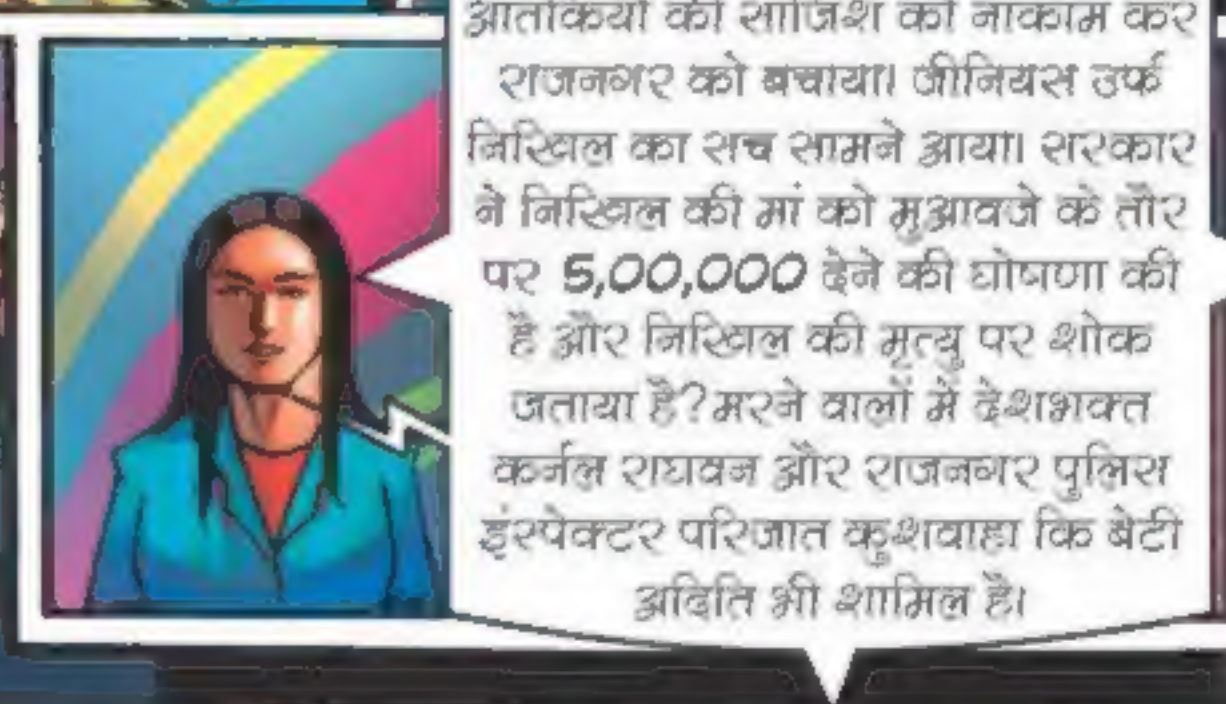 आतंकियों की साजिश को नाकाम कर
राजनगर को बचाया। जीनियस उर्फ
निखिल का सच सामने आया। सरकार
ने निखिल की मां को मुआवजे के तौर
पर 5,00,000 देने की घोषणा की
है और निखिल की मृत्यु पर शोक
जताया है?मरने वालों में देशभक्त
कर्नल राघवन और राजनगर पुलिस
इंस्पेक्टर परिजात कुशवाहा कि बेटी
अदिति भी शामिल है।